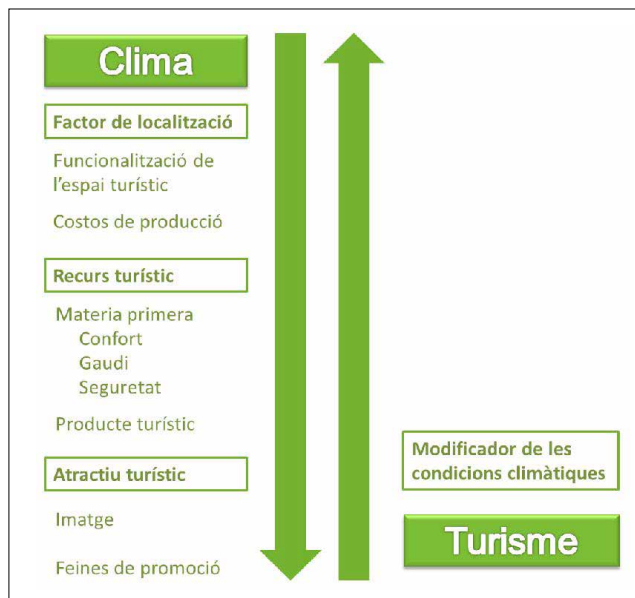 Clima
Factor de localització
Funcionalització de
l'espai turístic
Costos de producció
Recurs turístic
Materia primera
Confort
Gaudi
Seguretat
Producte turístic
Atractiu turístic
Imatge
Feines de promoció
Modificador de les
condicions climàtiques
Turisme